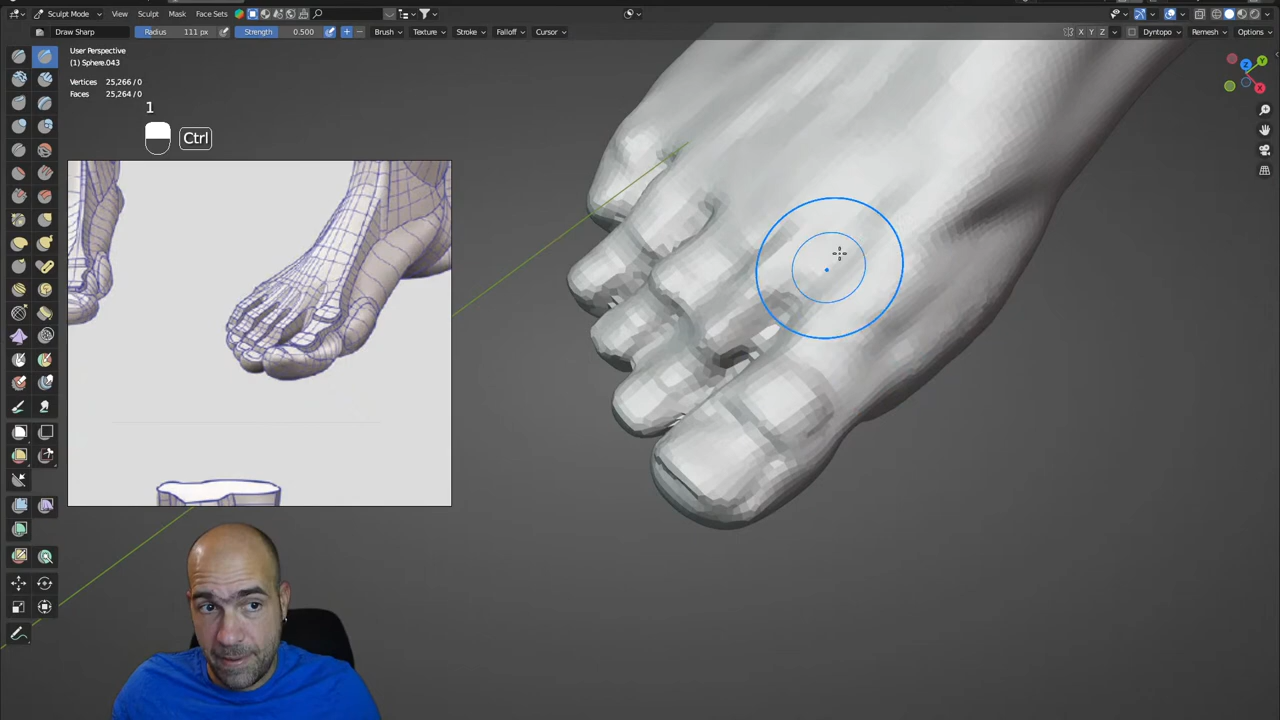 Sculpt Mode View Sculpt Mask Face Sets
Draw Sharp Radius 111 px Strength 0.500 Brush Texture Stroke Falloff Cursor X Y Z Dyntopo Remesh Options
User Perspective
(1) Sphere.043
Vertices 25,266 / 0
Faces 25,264 / 0
1
Ctrl
Z
Y
X